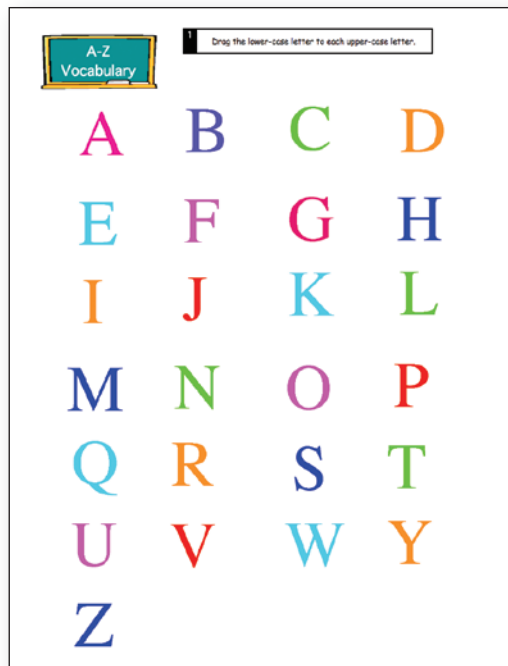 A-Z
Vocabulary
1 Drag the lower-case letter to each upper-case letter.
A B C D
E F G H
I J K L
M N O P
Q R S T
U V W Y
Z